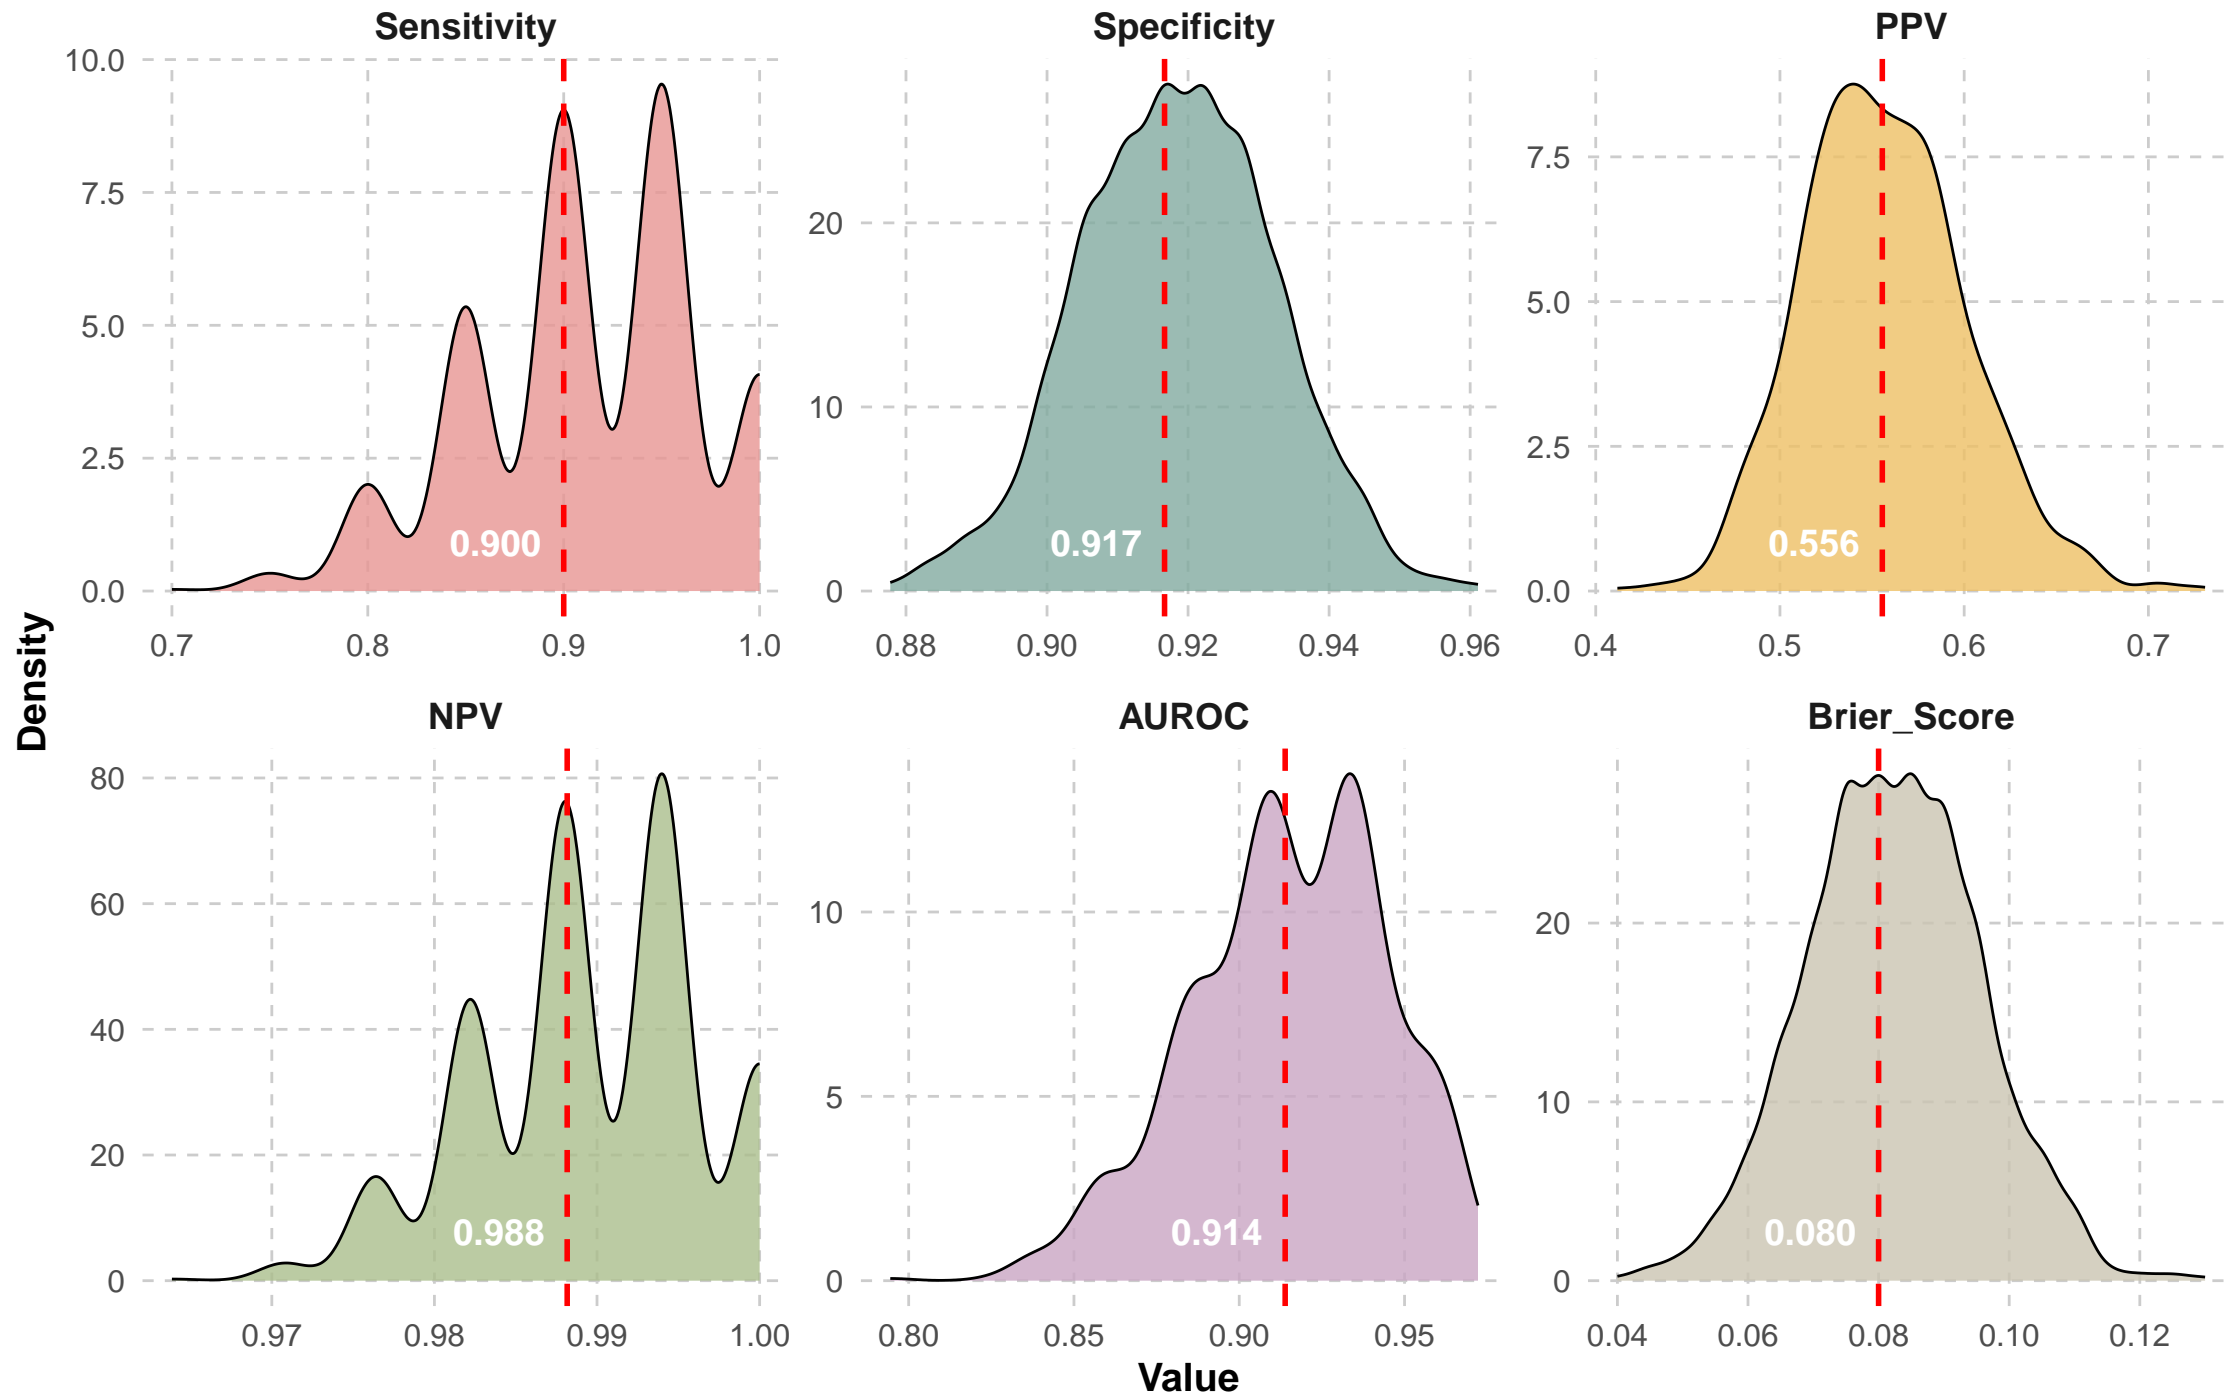 Sensitivity
10.0
7.5
5.0
2.5
0.0
0.900
0.7 0.8 0.9 1.0
Specificity
20
10
0
0.917
0.88 0.90 0.92 0.94 0.96
PPV
7.5
5.0
2.5
0.0
0.556
0.4 0.5 0.6 0.7
Density
NPV
80
60
40
20
0
0.988
0.97 0.98 0.99 1.00
AUROC
10
5
0
0.914
0.80 0.85 0.90 0.95
Brier_Score
20
10
0
0.080
0.04 0.06 0.08 0.10 0.12
Value